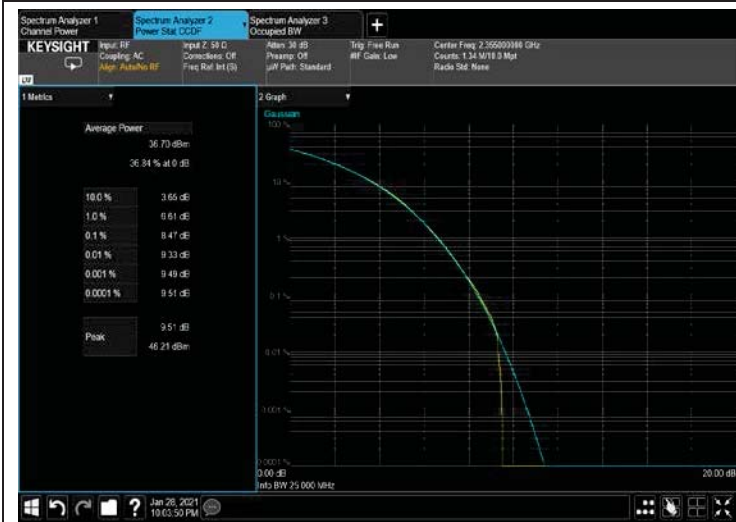 Spectrum Analyzer 1
Channel Power
Spectrum Analyzer 2
Power Stat CCDF
Spectrum Analyzer 3
Occupied BW
KEYSIGHT
Input: RF
Coupling: AC
Align: Auto/No RF
Input Z: 50 Ω
Corrections: Off
Freq Ref: Int (S)
Atten: 30 dB
Preamp: Off
µW Path: Standard
Trig: Free Run
#IF Gain: Low
Center Freq: 2.355000000 GHz
Counts: 1.34 M/10.0 Mpt
Radio Std: None
1 Metrics
Average Power
36.70 dBm
36.84 % at 0 dB
10.0 % 3.65 dB
1.0 % 6.61 dB
0.1 % 8.47 dB
0.01 % 9.33 dB
0.001 % 9.49 dB
0.0001 % 9.51 dB
Peak
9.51 dB
46.21 dBm
2 Graph
Gaussian
100 %
10 %
1 %
0.1 %
0.01 %
0.001 %
0.0001 %
0.00 dB
20.00 dB
Info BW 25.000 MHz
Jan 28, 2021
10:03:50 PM